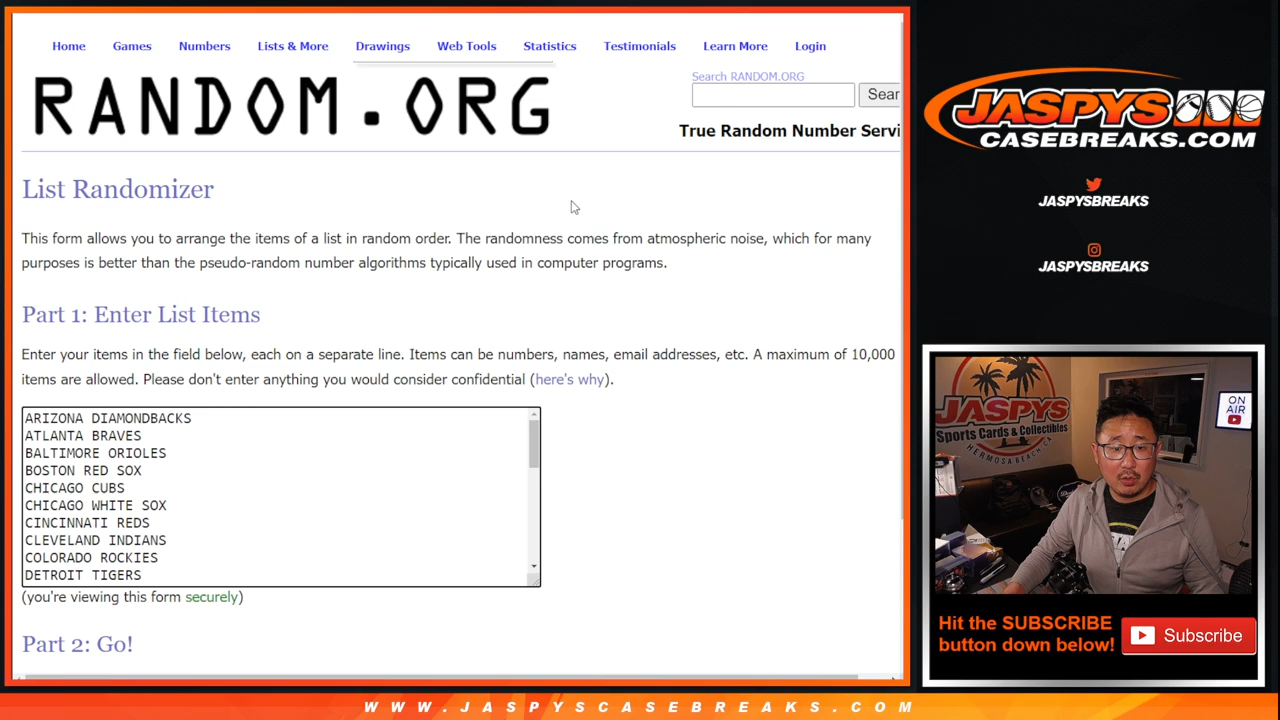 Home Games Numbers Lists & More Drawings Web Tools Statistics Testimonials Learn More Login
RANDOM.ORG
Search RANDOM.ORG
Sear
True Random Number Servi
List Randomizer
This form allows you to arrange the items of a list in random order. The randomness comes from atmospheric noise, which for many
purposes is better than the pseudo-random number algorithms typically used in computer programs.
Part 1: Enter List Items
Enter your items in the field below, each on a separate line. Items can be numbers, names, email addresses, etc. A maximum of 10,000
items are allowed. Please don't enter anything you would consider confidential (here's why).
ARIZONA DIAMONDBACKS
ATLANTA BRAVES
BALTIMORE ORIOLES
BOSTON RED SOX
CHICAGO CUBS
CHICAGO WHITE SOX
CINCINNATI REDS
CLEVELAND INDIANS
COLORADO ROCKIES
DETROIT TIGERS
(you're viewing this form securely)
Part 2: Go!
JASPYS
CASEBREAKS.COM
JASPYSBREAKS
JASPYSBREAKS
JASPYS
Sports Cards & Collectibles
HERMOSA BEACH, CA
ON
AIR
Hit the SUBSCRIBE
button down below!
Subscribe
WWW.JASPYSCASEBREAKS.COM